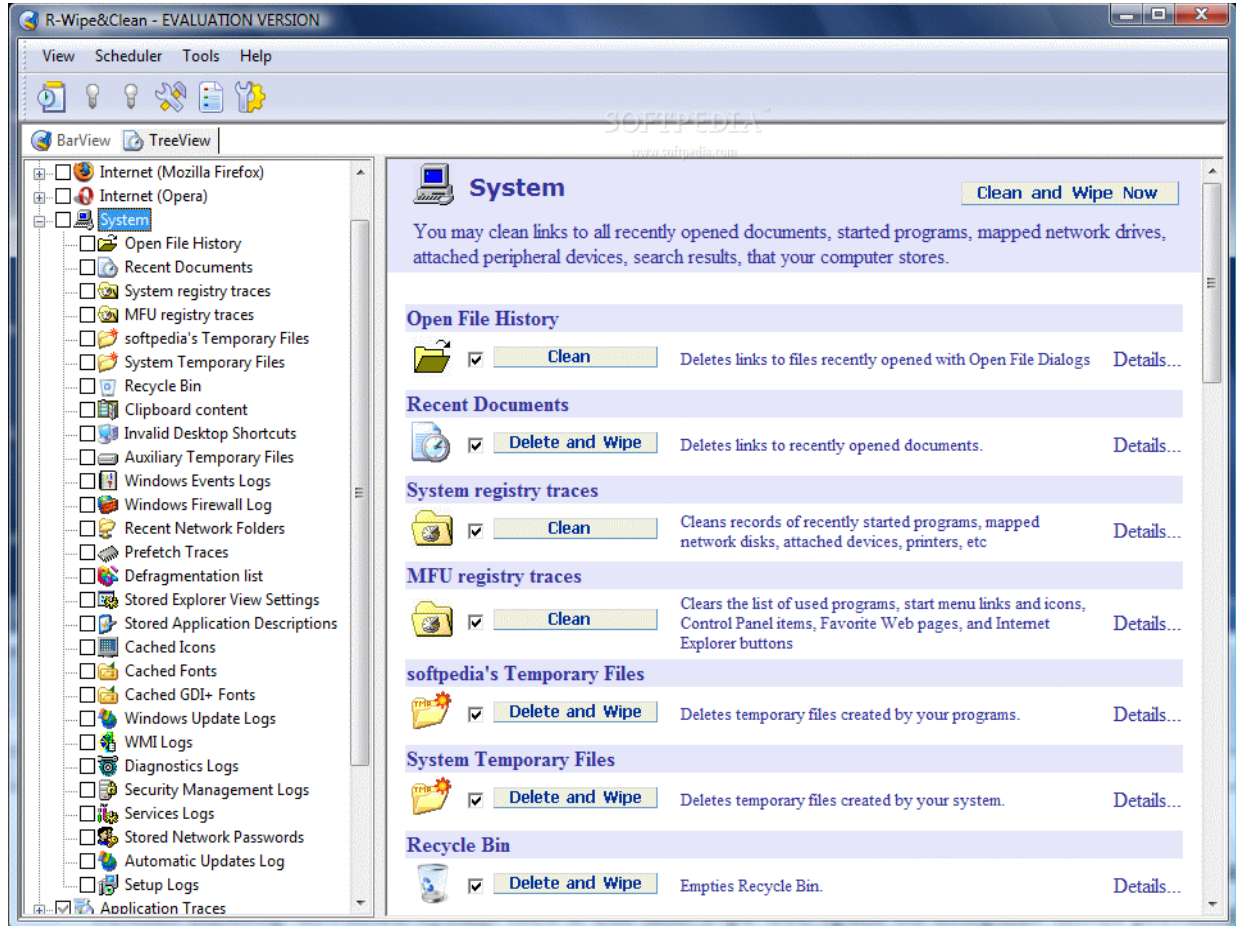 R-Wipe&Clean - EVALUATION VERSION
View Scheduler Tools Help
SOFTPEDIA
www.softpedia.com
BarView TreeView
Internet (Mozilla Firefox)
Internet (Opera)
System
Open File History
Recent Documents
System registry traces
MFU registry traces
softpedia's Temporary Files
System Temporary Files
Recycle Bin
Clipboard content
Invalid Desktop Shortcuts
Auxiliary Temporary Files
Windows Events Logs
Windows Firewall Log
Recent Network Folders
Prefetch Traces
Defragmentation list
Stored Explorer View Settings
Stored Application Descriptions
Cached Icons
Cached Fonts
Cached GDI+ Fonts
Windows Update Logs
WMI Logs
Diagnostics Logs
Security Management Logs
Services Logs
Stored Network Passwords
Automatic Updates Log
Setup Logs
Application Traces
System
Clean and Wipe Now
You may clean links to all recently opened documents, started programs, mapped network drives,
attached peripheral devices, search results, that your computer stores.
Open File History
Clean Deletes links to files recently opened with Open File Dialogs Details...
Recent Documents
Delete and Wipe Deletes links to recently opened documents. Details...
System registry traces
Clean Cleans records of recently started programs, mapped
network disks, attached devices, printers, etc Details...
MFU registry traces
Clean Clears the list of used programs, start menu links and icons,
Control Panel items, Favorite Web pages, and Internet
Explorer buttons Details...
softpedia's Temporary Files
TMP Delete and Wipe Deletes temporary files created by your programs. Details...
System Temporary Files
TMP Delete and Wipe Deletes temporary files created by your system. Details...
Recycle Bin
Delete and Wipe Empties Recycle Bin. Details...